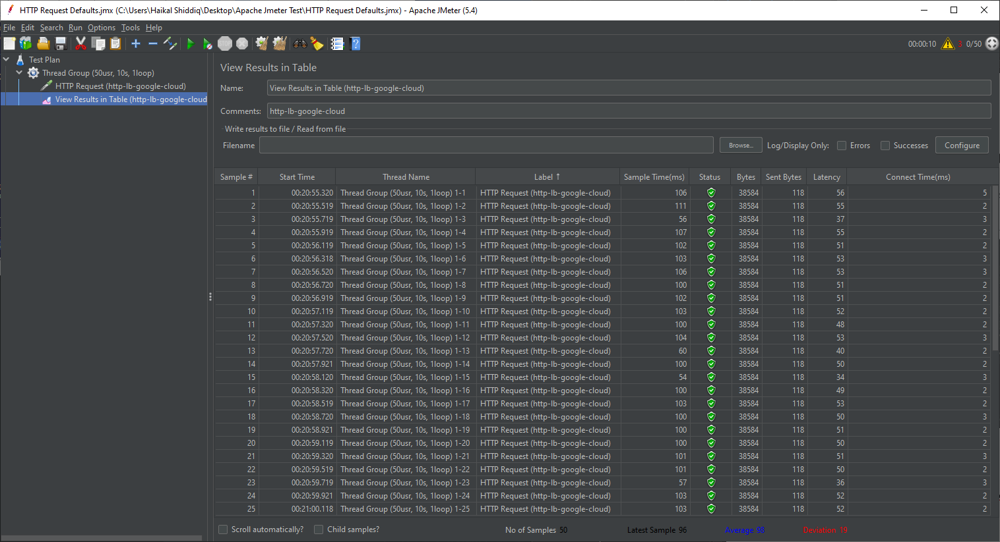 HTTP Request Defaults.jmx (C:\Users\Haikal Shiddiq\Desktop\Apache Jmeter Test\HTTP Request Defaults.jmx) - Apache JMeter (5.4)
File Edit Search Run Options Tools Help
STOP 00:00:10 3 0/50
Test Plan
Thread Group (50usr, 10s, 1loop)
HTTP Request (http-lb-google-cloud)
View Results in Table (http-lb-google-cloud
View Results in Table
Name: View Results in Table (http-lb-google-cloud)
Comments: http-lb-google-cloud
Write results to file / Read from file
Filename Browse... Log/Display Only: Errors Successes Configure
Sample # Start Time Thread Name Label ↑ Sample Time(ms) Status Bytes Sent Bytes Latency Connect Time(ms)
1 00:20:55.320 Thread Group (50usr, 10s, 1loop) 1-1 HTTP Request (http-lb-google-cloud) 106 38584 118 56 5
2 00:20:55.519 Thread Group (50usr, 10s, 1loop) 1-2 HTTP Request (http-lb-google-cloud) 111 38584 118 55 2
3 00:20:55.719 Thread Group (50usr, 10s, 1loop) 1-3 HTTP Request (http-lb-google-cloud) 56 38584 118 37 3
4 00:20:55.919 Thread Group (50usr, 10s, 1loop) 1-4 HTTP Request (http-lb-google-cloud) 107 38584 118 55 2
5 00:20:56.119 Thread Group (50usr, 10s, 1loop) 1-5 HTTP Request (http-lb-google-cloud) 102 38584 118 51 2
6 00:20:56.318 Thread Group (50usr, 10s, 1loop) 1-6 HTTP Request (http-lb-google-cloud) 103 38584 118 53 3
7 00:20:56.520 Thread Group (50usr, 10s, 1loop) 1-7 HTTP Request (http-lb-google-cloud) 106 38584 118 53 3
8 00:20:56.720 Thread Group (50usr, 10s, 1loop) 1-8 HTTP Request (http-lb-google-cloud) 100 38584 118 51 2
9 00:20:56.919 Thread Group (50usr, 10s, 1loop) 1-9 HTTP Request (http-lb-google-cloud) 102 38584 118 51 2
10 00:20:57.119 Thread Group (50usr, 10s, 1loop) 1-10 HTTP Request (http-lb-google-cloud) 103 38584 118 52 2
11 00:20:57.320 Thread Group (50usr, 10s, 1loop) 1-11 HTTP Request (http-lb-google-cloud) 100 38584 118 48 2
12 00:20:57.520 Thread Group (50usr, 10s, 1loop) 1-12 HTTP Request (http-lb-google-cloud) 104 38584 118 53 3
13 00:20:57.720 Thread Group (50usr, 10s, 1loop) 1-13 HTTP Request (http-lb-google-cloud) 60 38584 118 40 2
14 00:20:57.921 Thread Group (50usr, 10s, 1loop) 1-14 HTTP Request (http-lb-google-cloud) 100 38584 118 50 2
15 00:20:58.120 Thread Group (50usr, 10s, 1loop) 1-15 HTTP Request (http-lb-google-cloud) 54 38584 118 34 3
16 00:20:58.320 Thread Group (50usr, 10s, 1loop) 1-16 HTTP Request (http-lb-google-cloud) 100 38584 118 49 2
17 00:20:58.519 Thread Group (50usr, 10s, 1loop) 1-17 HTTP Request (http-lb-google-cloud) 103 38584 118 53 2
18 00:20:58.720 Thread Group (50usr, 10s, 1loop) 1-18 HTTP Request (http-lb-google-cloud) 100 38584 118 50 3
19 00:20:58.921 Thread Group (50usr, 10s, 1loop) 1-19 HTTP Request (http-lb-google-cloud) 100 38584 118 51 2
20 00:20:59.119 Thread Group (50usr, 10s, 1loop) 1-20 HTTP Request (http-lb-google-cloud) 100 38584 118 50 2
21 00:20:59.320 Thread Group (50usr, 10s, 1loop) 1-21 HTTP Request (http-lb-google-cloud) 101 38584 118 51 3
22 00:20:59.519 Thread Group (50usr, 10s, 1loop) 1-22 HTTP Request (http-lb-google-cloud) 101 38584 118 50 2
23 00:20:59.719 Thread Group (50usr, 10s, 1loop) 1-23 HTTP Request (http-lb-google-cloud) 57 38584 118 36 3
24 00:20:59.921 Thread Group (50usr, 10s, 1loop) 1-24 HTTP Request (http-lb-google-cloud) 103 38584 118 52 2
25 00:21:00.118 Thread Group (50usr, 10s, 1loop) 1-25 HTTP Request (http-lb-google-cloud) 103 38584 118 52 2
Scroll automatically? Child samples? No of Samples 50 Latest Sample 96 Average 98 Deviation 19